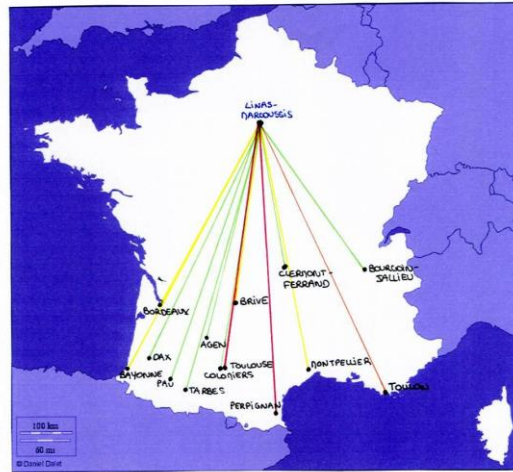 LINAS-
MARCOUSSIS
CLERMONT-
FERRAND
BOURGOIN-
JALLIEU
BRIVE
BORDEAUX
AGEN
DAX
TOULOUSE
COLOMIERS
BAYONNE
PAU
TARBES
MONTPELLIER
TOULON
PERPIGNAN
100 km
60 mi
© Daniel Dalet